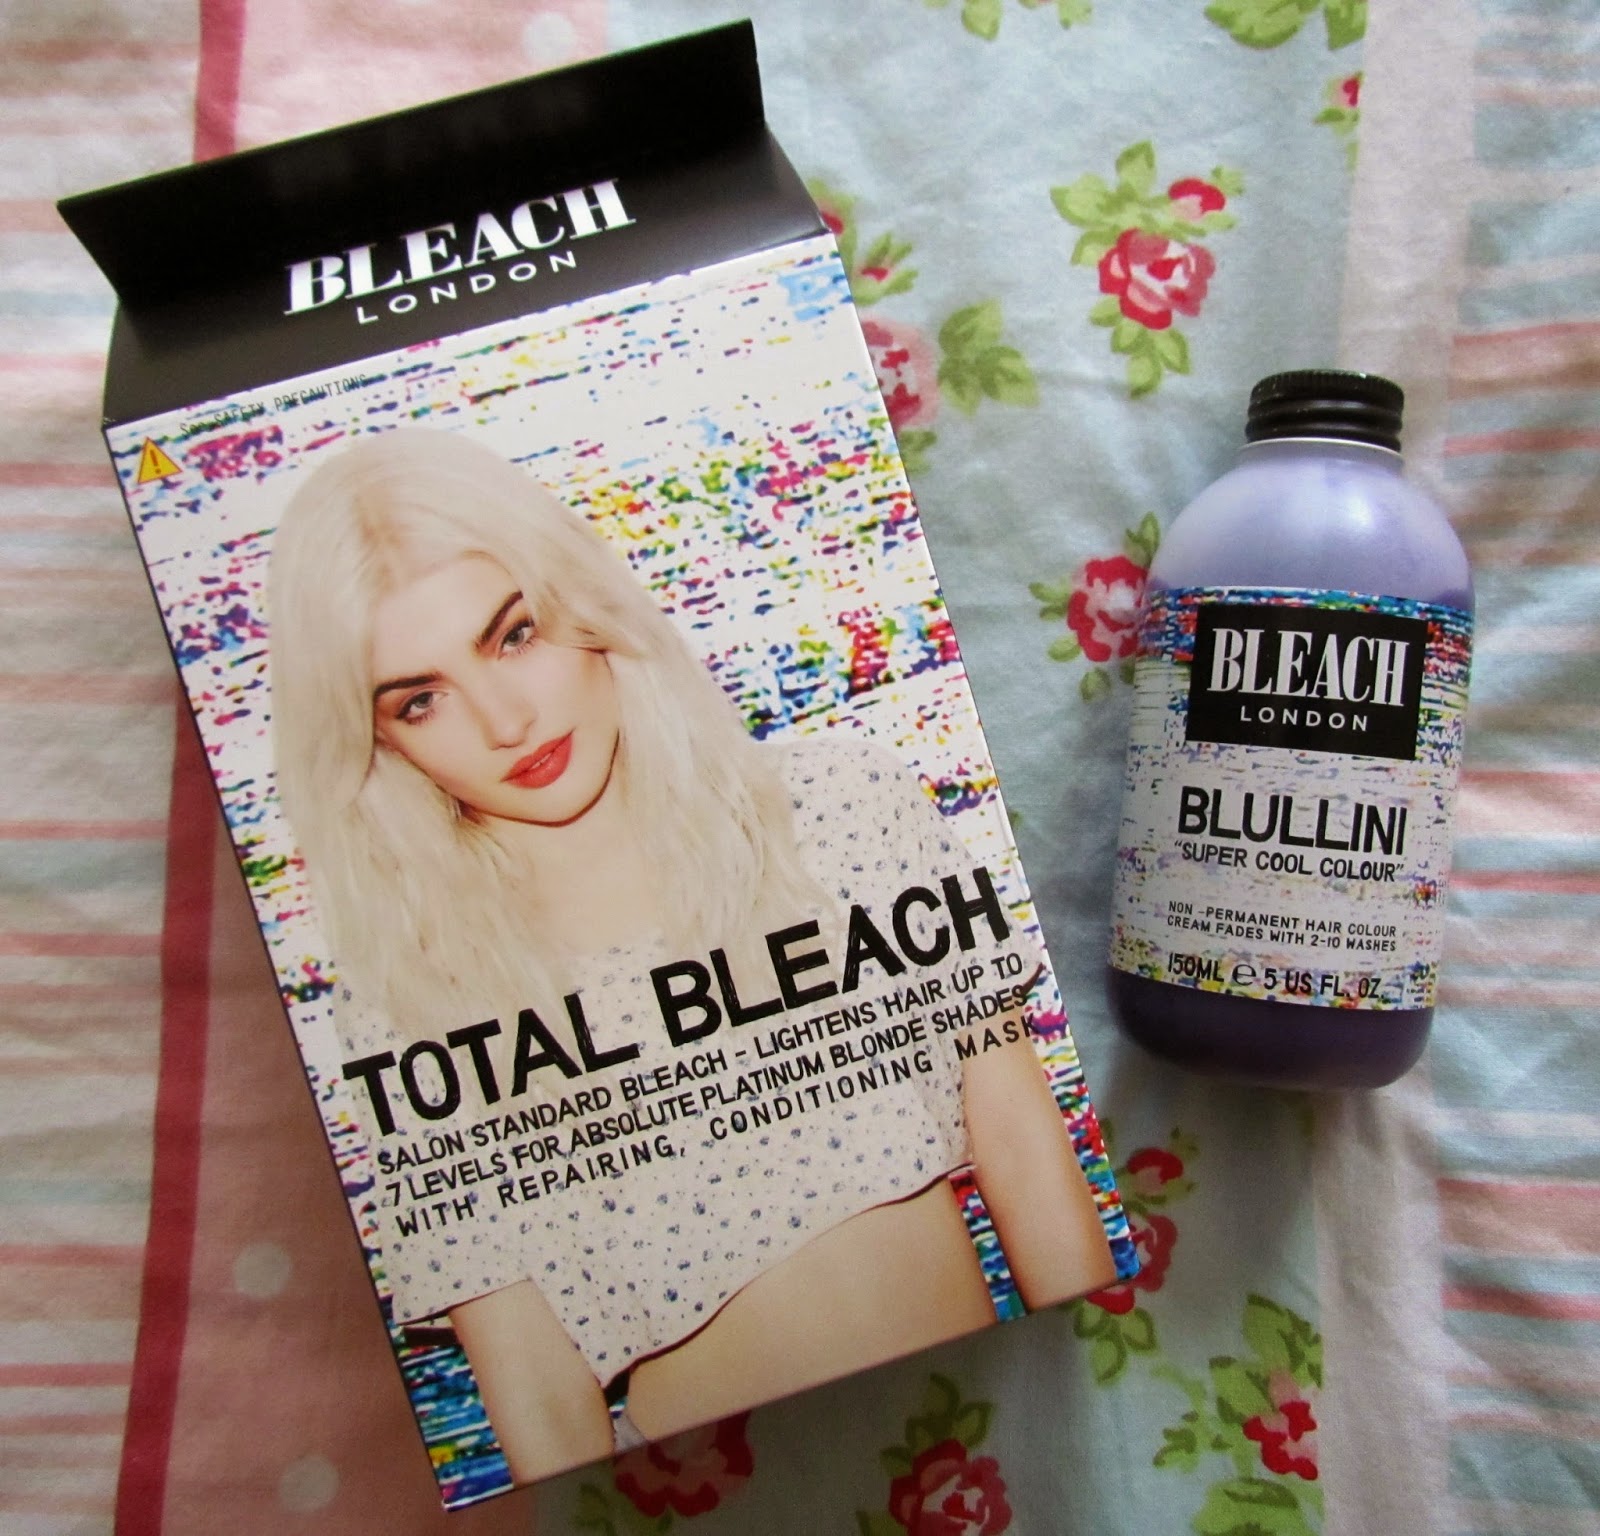 BLEACH
LONDON
See SAFETY PRECAUTIONS
TOTAL BLEACH
SALON STANDARD BLEACH - LIGHTENS HAIR UP TO
7 LEVELS FOR ABSOLUTE PLATINUM BLONDE SHADES
WITH REPAIRING, CONDITIONING MASK
BLEACH
LONDON
BLULLINI
"SUPER COOL COLOUR"
NON -PERMANENT HAIR COLOUR
CREAM FADES WITH 2-10 WASHES
150ML ℮ 5 US FL. OZ.